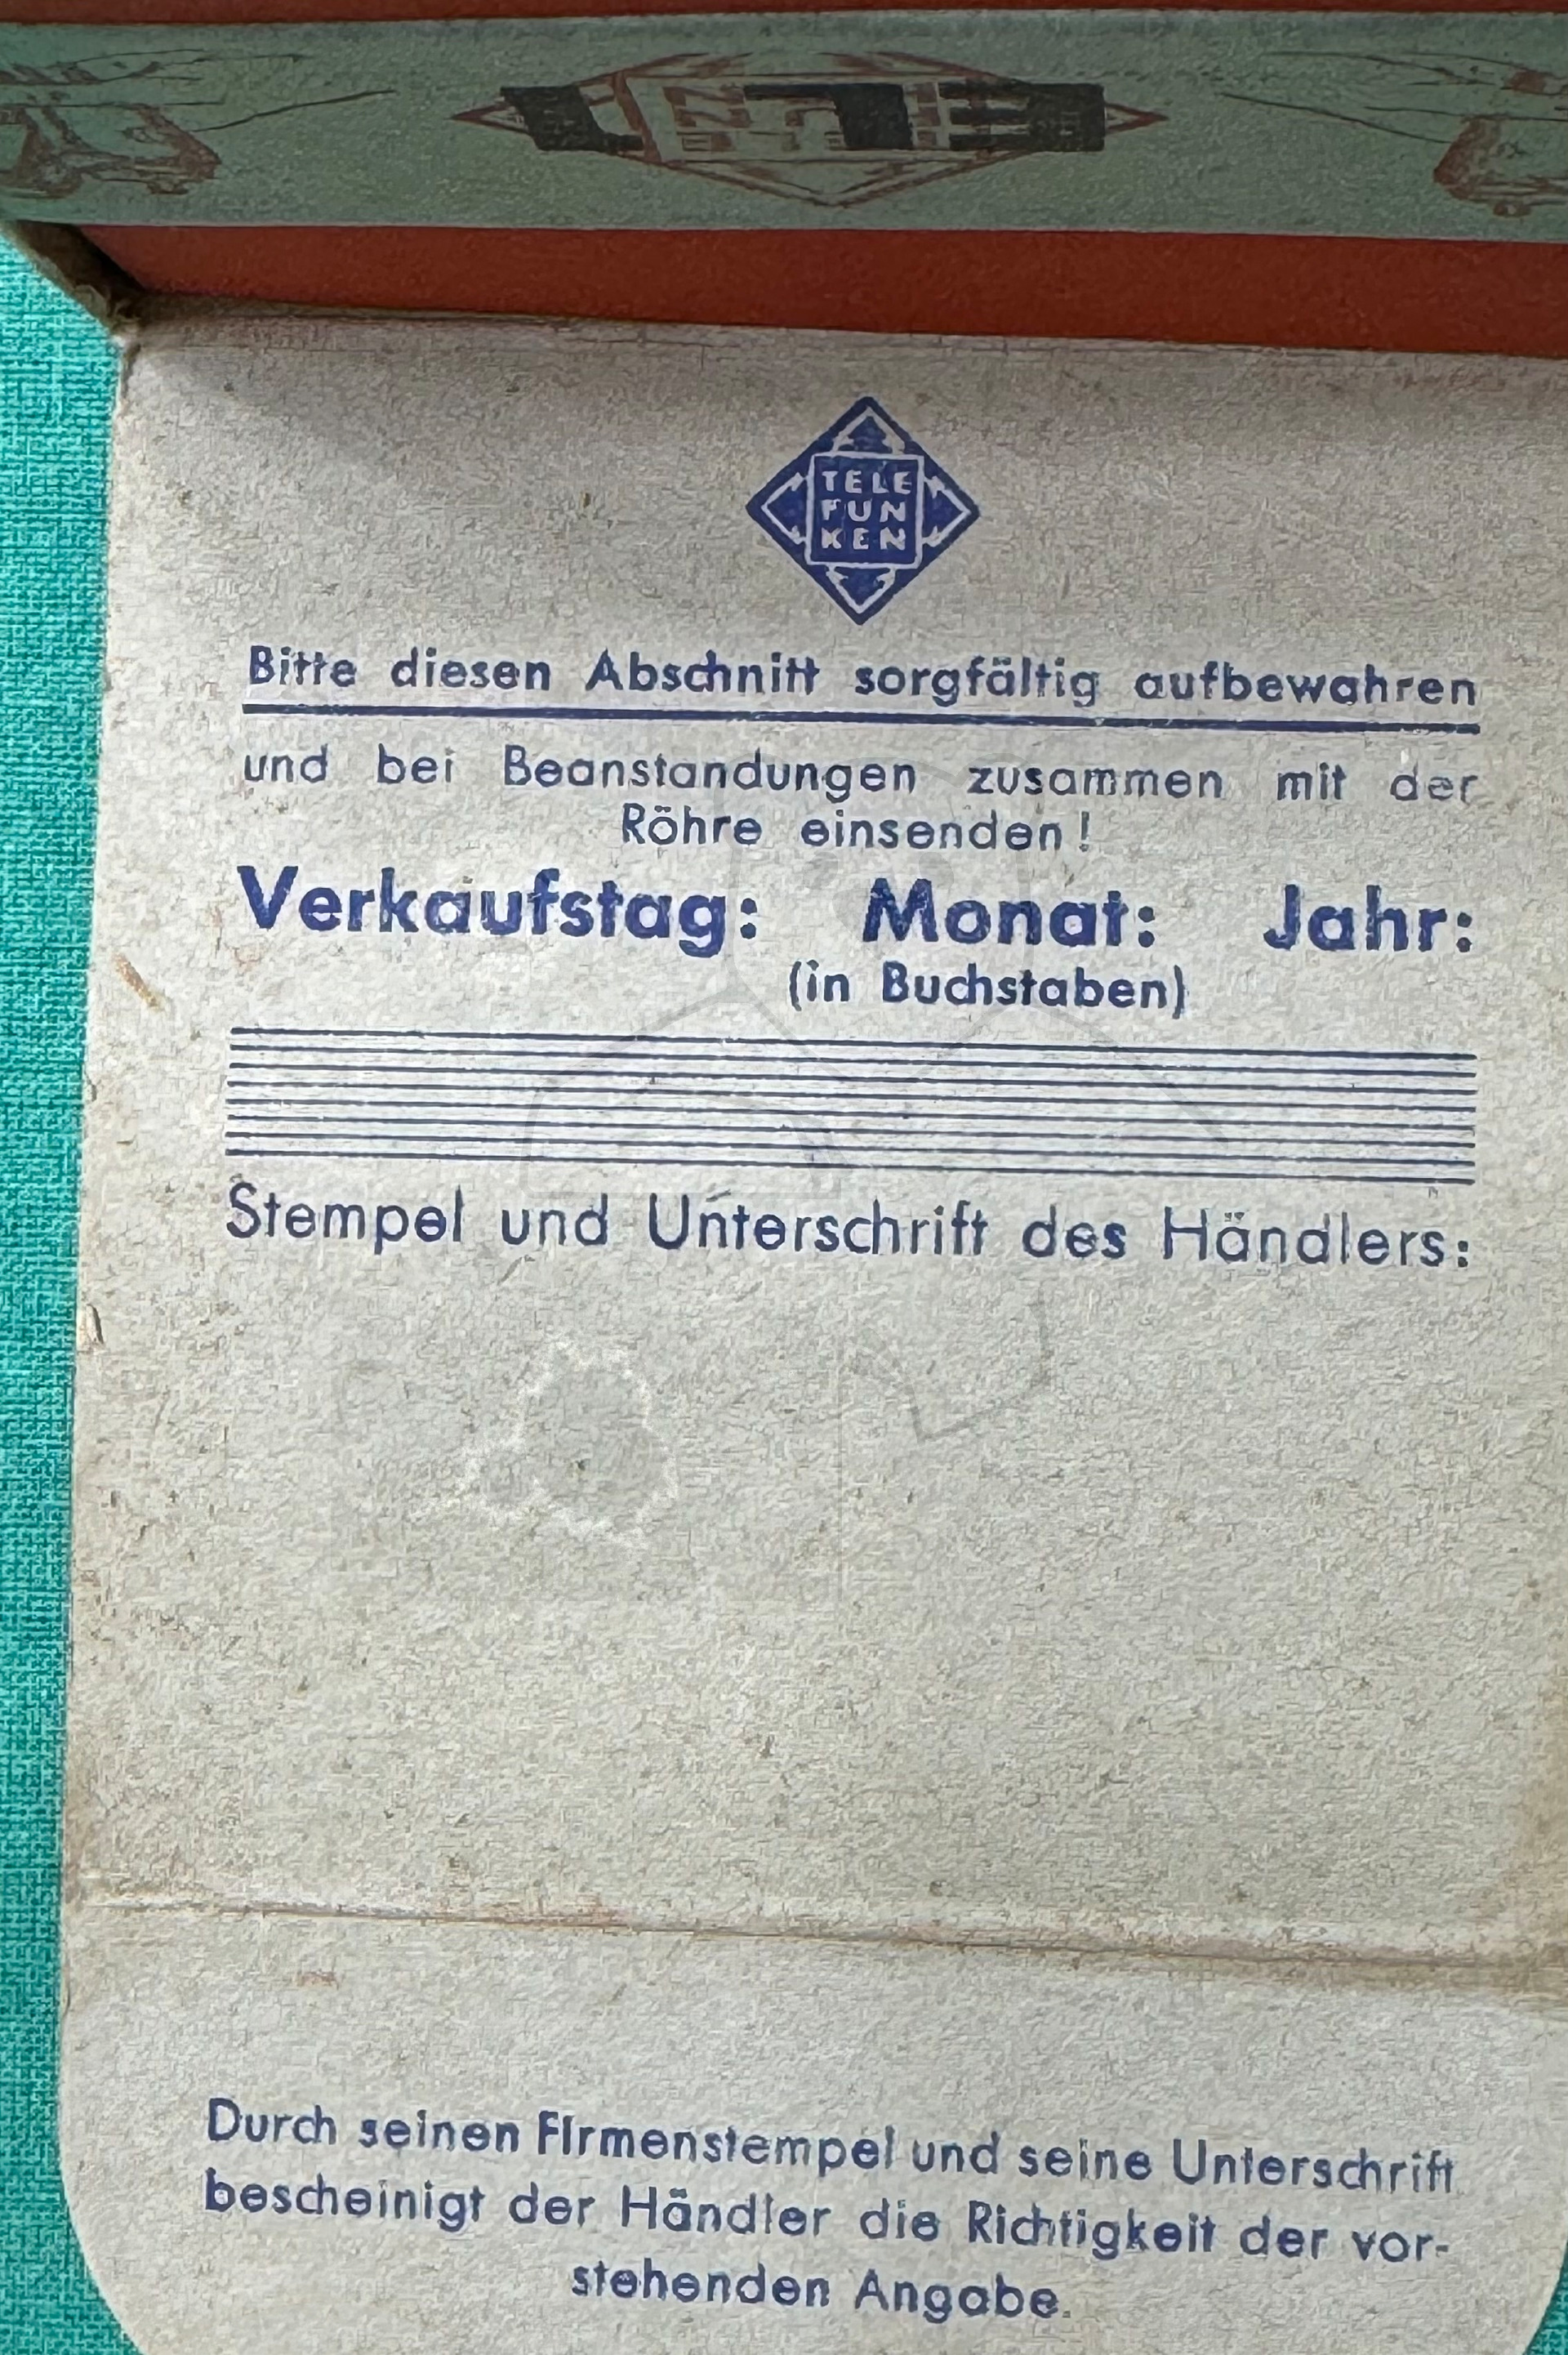 TELE
FUN
KEN
Bitte diesen Abschnitt sorgfältig aufbewahren
und bei Beanstandungen zusammen mit der
Röhre einsenden!
Verkaufstag: Monat: Jahr:
(in Buchstaben)
Stempel und Unterschrift des Händlers:
Durch seinen Firmenstempel und seine Unterschrift
bescheinigt der Händler die Richtigkeit der vor-
stehenden Angabe.